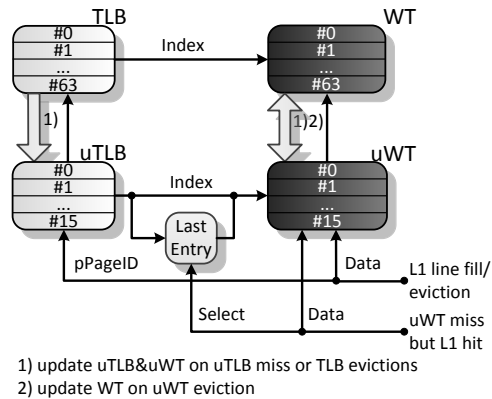 TLB
WT
#0
#1
...
#63
Index
#0
#1
...
#63
1)
1)2)
uTLB
uWT
#0
#1
...
#15
Index
#0
#1
...
#15
Last
Entry
pPageID
Data
L1 line fill/
eviction
Select
Data
uWT miss
but L1 hit
1) update uTLB&uWT on uTLB miss or TLB evictions
2) update WT on uWT eviction